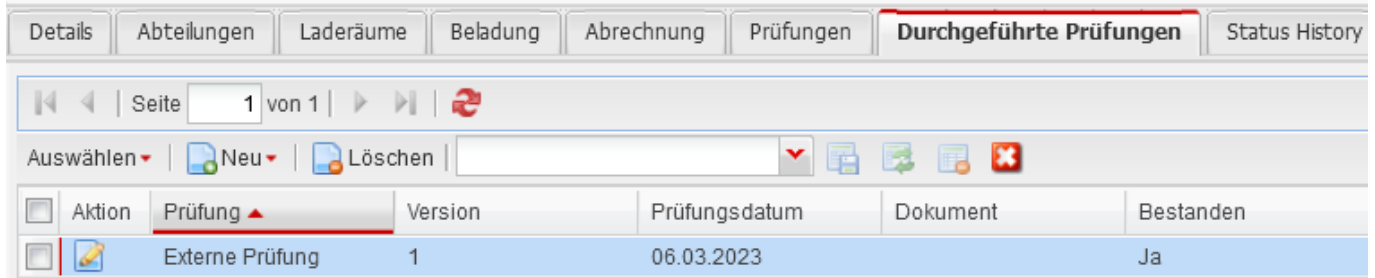 Details Abteilungen Laderäume Beladung Abrechnung Prüfungen Durchgeführte Prüfungen Status History
Seite 1 von 1
Auswählen Neu Löschen
Aktion Prüfung Version Prüfungsdatum Dokument Bestanden
Externe Prüfung 1 06.03.2023 Ja